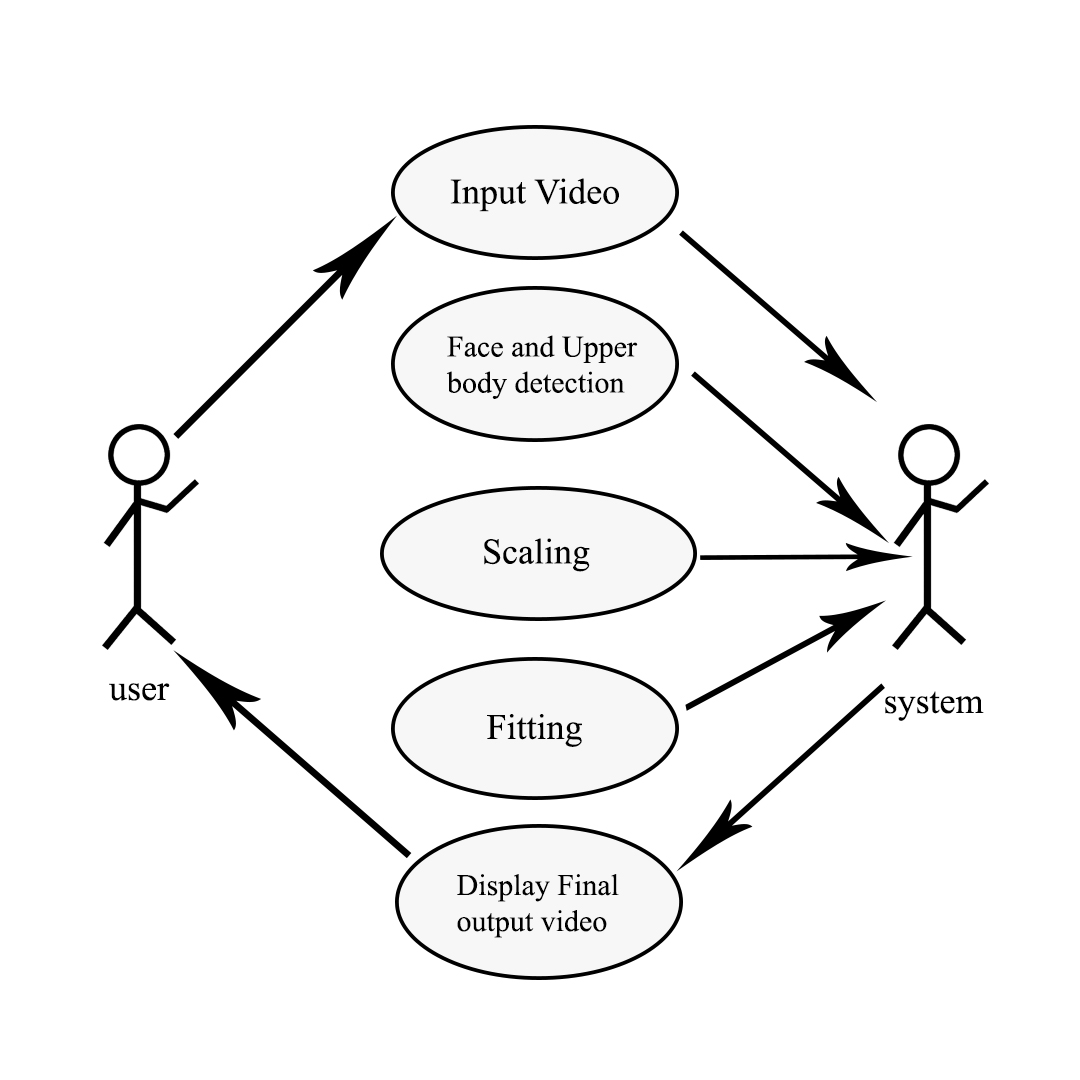 Input Video
Face and Upper
body detection
Scaling
user
system
Fitting
Display Final
output video